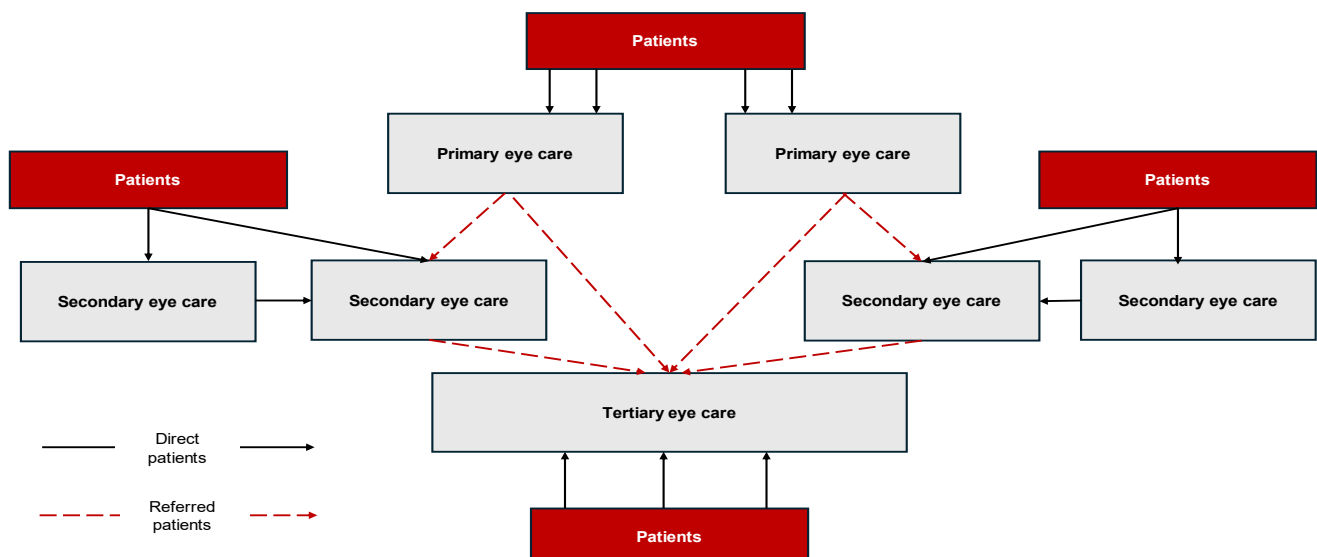 Patients
Primary eye care
Primary eye care
Patients
Patients
Secondary eye care
Secondary eye care
Secondary eye care
Secondary eye care
Tertiary eye care
Direct
patients
Referred
patients
Patients